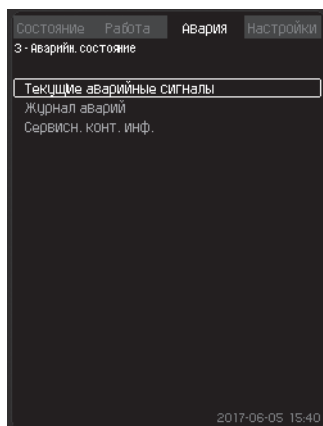 Состояние Работа Авария Настройки
3 - Аварийн. состояние
Текущие аварийные сигналы
Журнал аварий
Сервисн. конт. инф.
2017-06-05 15:40